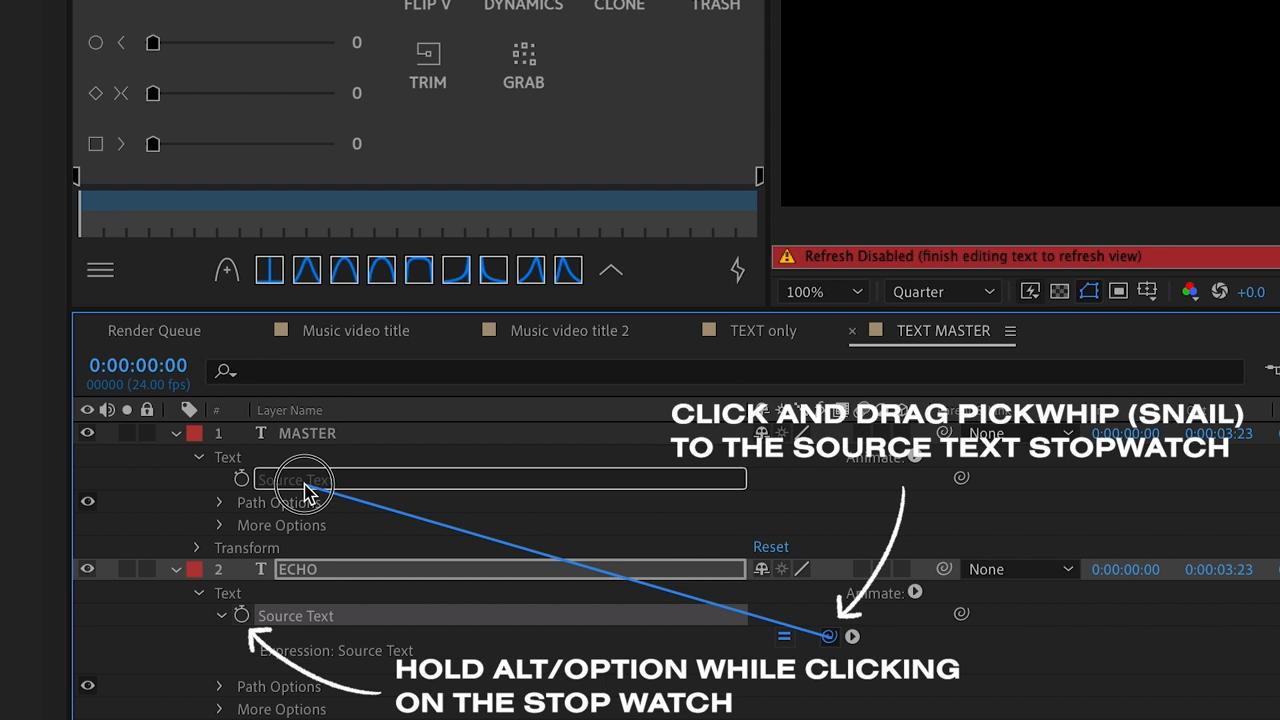 FLIP V DYNAMICS CLONE TRASH
0
TRIM GRAB
0
0
Refresh Disabled (finish editing text to refresh view)
100% Quarter +0.0
Render Queue Music video title Music video title 2 TEXT only × TEXT MASTER
0:00:00:00
00000 (24.00 fps)
# Layer Name
CLICK AND DRAG PICKWHIP (SNAIL)
TO THE SOURCE TEXT STOPWATCH
1 T MASTER None 0:00:00:00 0:00:03:23
Text Animate:
Source Text
Path Options
More Options
Transform Reset
2 T ECHO None 0:00:00:00 0:00:03:23
Text Animate:
Source Text
Expression: Source Text
HOLD ALT/OPTION WHILE CLICKING
ON THE STOP WATCH
Path Options
More Options